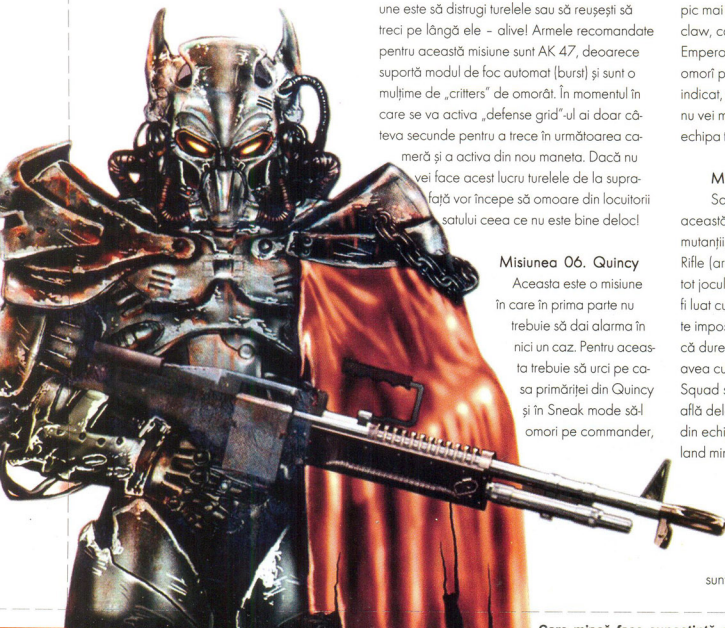 une este să distrugi turelele sau să reușești să
treci pe lângă ele – alive! Armele recomandate
pentru această misiune sunt AK 47, deoarece
suportă modul de foc automat (burst) și sunt o
mulțime de „critters” de omorât. În momentul în
care se va activa „defense grid”-ul ai doar câ-
teva secunde pentru a trece în următoarea ca-
meră și a activa din nou maneta. Dacă nu
vei face acest lucru turelele de la supra-
față vor începe să omoare din locuitorii
satului ceea ce nu este bine deloc!
Misiunea 06. Quincy
Aceasta este o misiune
în care în prima parte nu
trebuie să dai alarma în
nici un caz. Pentru aceas-
ta trebuie să urci pe ca-
sa primăriței din Quincy
și în Sneak mode să-l
omori pe commander,
pic mai
claw, c
Empero
omorî p
indicat,
nu vei m
echipa t
M
Sc
această
mutanții
Rifle (ar
tot jocul
fi luat cu
te impo
că dure
avea cu
Squad s
află del
din echi
land mi
sun